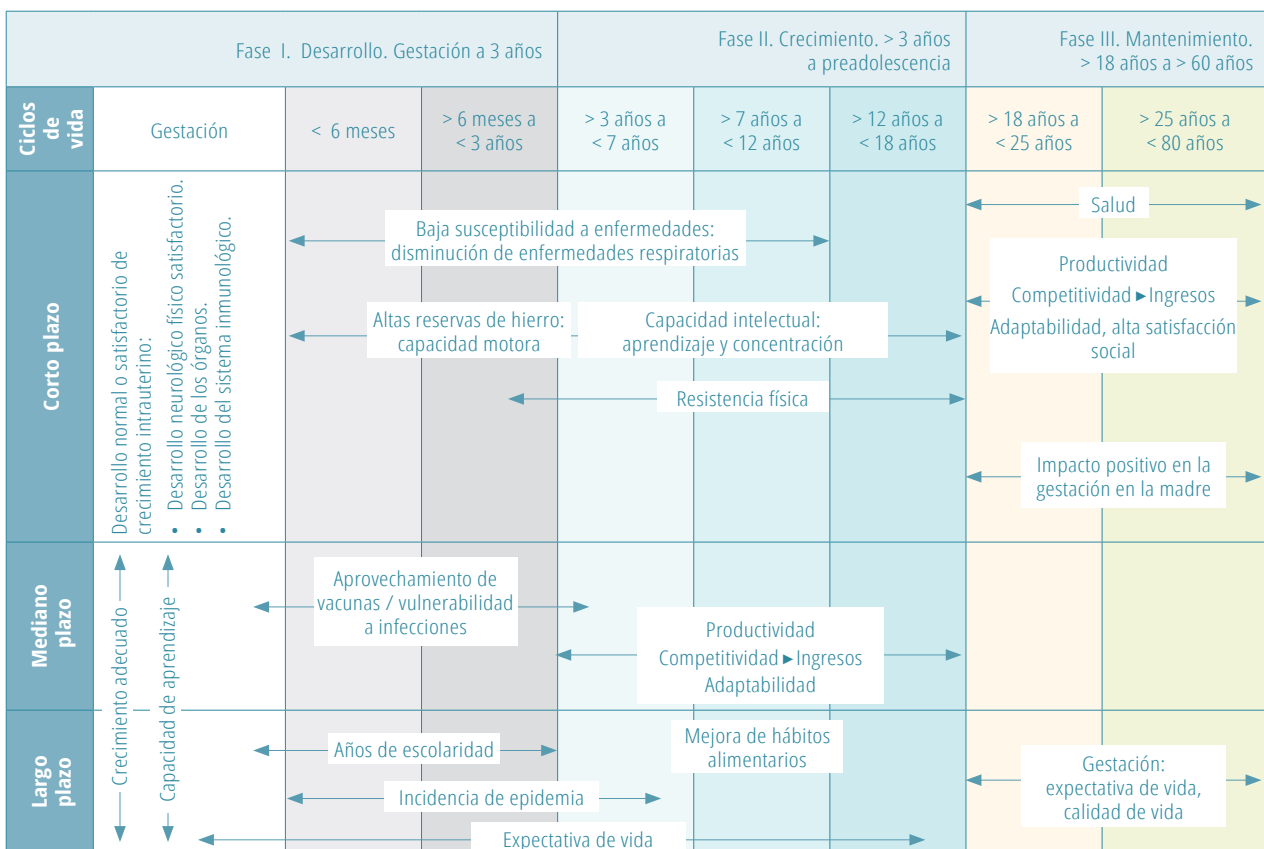 Fase I. Desarrollo. Gestación a 3 años
Fase II. Crecimiento. > 3 años
a preadolescencia
Fase III. Mantenimiento.
> 18 años a > 60 años
Ciclos
de
vida
Gestación
< 6 meses
> 6 meses a
< 3 años
> 3 años a
< 7 años
> 7 años a
< 12 años
> 12 años a
< 18 años
> 18 años a
< 25 años
> 25 años a
< 80 años
Corto plazo
Desarrollo normal o satisfactorio de
crecimiento intrauterino:
• Desarrollo neurológico físico satisfactorio.
• Desarrollo de los órganos.
• Desarrollo del sistema inmunológico.
Baja susceptibilidad a enfermedades:
disminución de enfermedades respiratorias
Altas reservas de hierro:
capacidad motora
Capacidad intelectual:
aprendizaje y concentración
Resistencia física
Salud
Productividad
Competitividad ▸ Ingresos
Adaptabilidad, alta satisfacción
social
Impacto positivo en la
gestación en la madre
Mediano
plazo
Crecimiento adecuado
Capacidad de aprendizaje
Aprovechamiento de
vacunas / vulnerabilidad
a infecciones
Productividad
Competitividad ▸ Ingresos
Adaptabilidad
Largo
plazo
Años de escolaridad
Mejora de hábitos
alimentarios
Incidencia de epidemia
Expectativa de vida
Gestación:
expectativa de vida,
calidad de vida